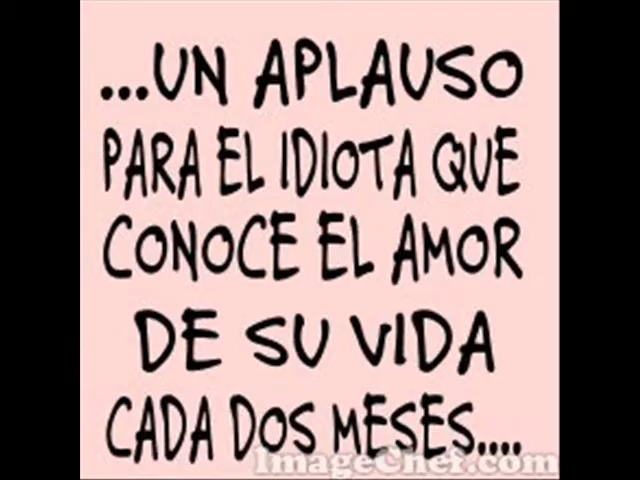 ...UN APLAUSO
PARA EL IDIOTA QUE
CONOCE EL AMOR
DE SU VIDA
CADA DOS MESES....
ImageChef.com